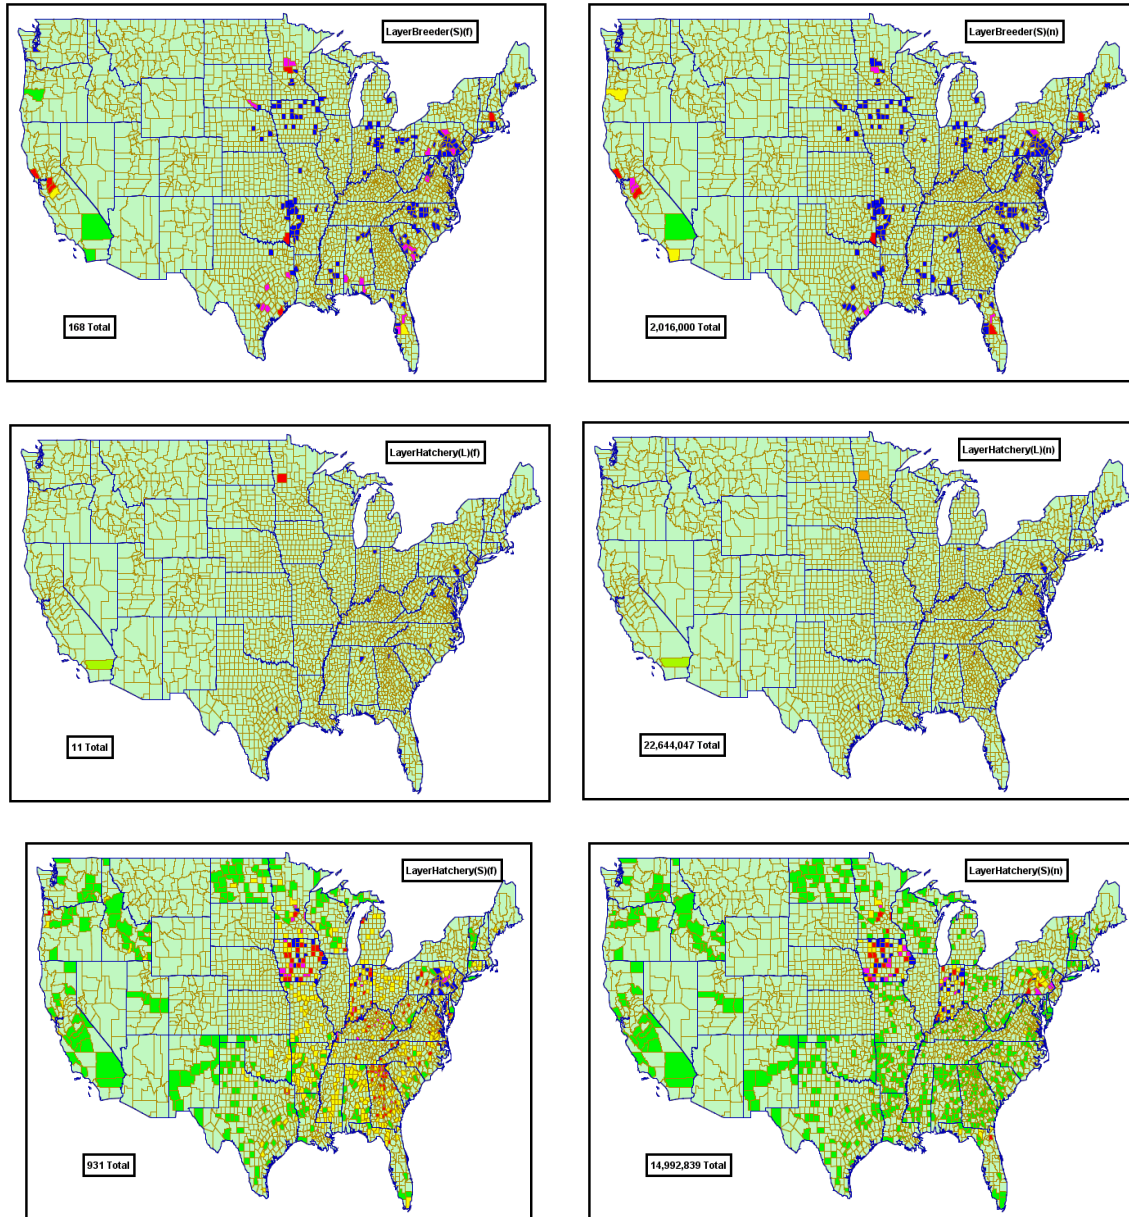 LayerBreeder(S)(f)
168 Total
LayerBreeder(S)(n)
2,016,000 Total
LayerHatchery(L)(f)
11 Total
LayerHatchery(L)(n)
22,644,047 Total
LayerHatchery(S)(f)
931 Total
LayerHatchery(S)(n)
14,992,839 Total